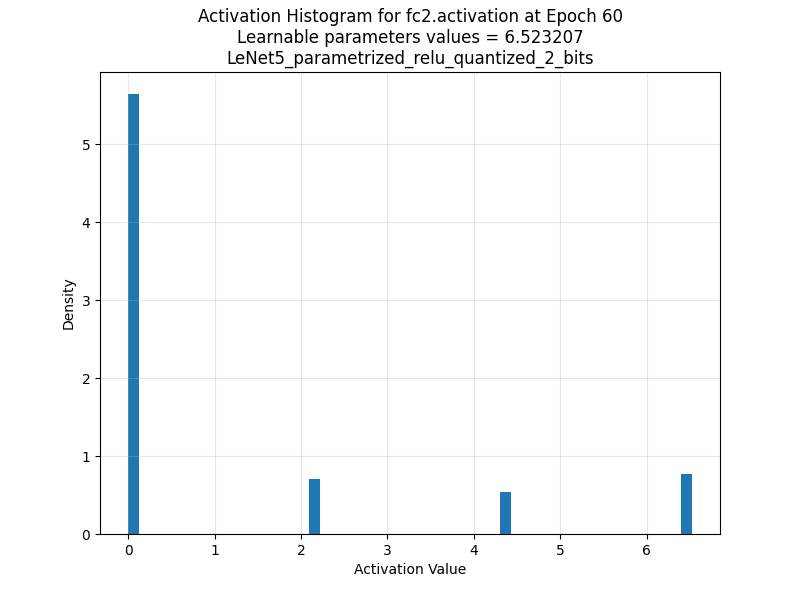 Activation Histogram for fc2.activation at Epoch 60
Learnable parameters values = 6.523207
LeNet5_parametrized_relu_quantized_2_bits
Density
5
4
3
2
1
0
0 1 2 3 4 5 6
Activation Value